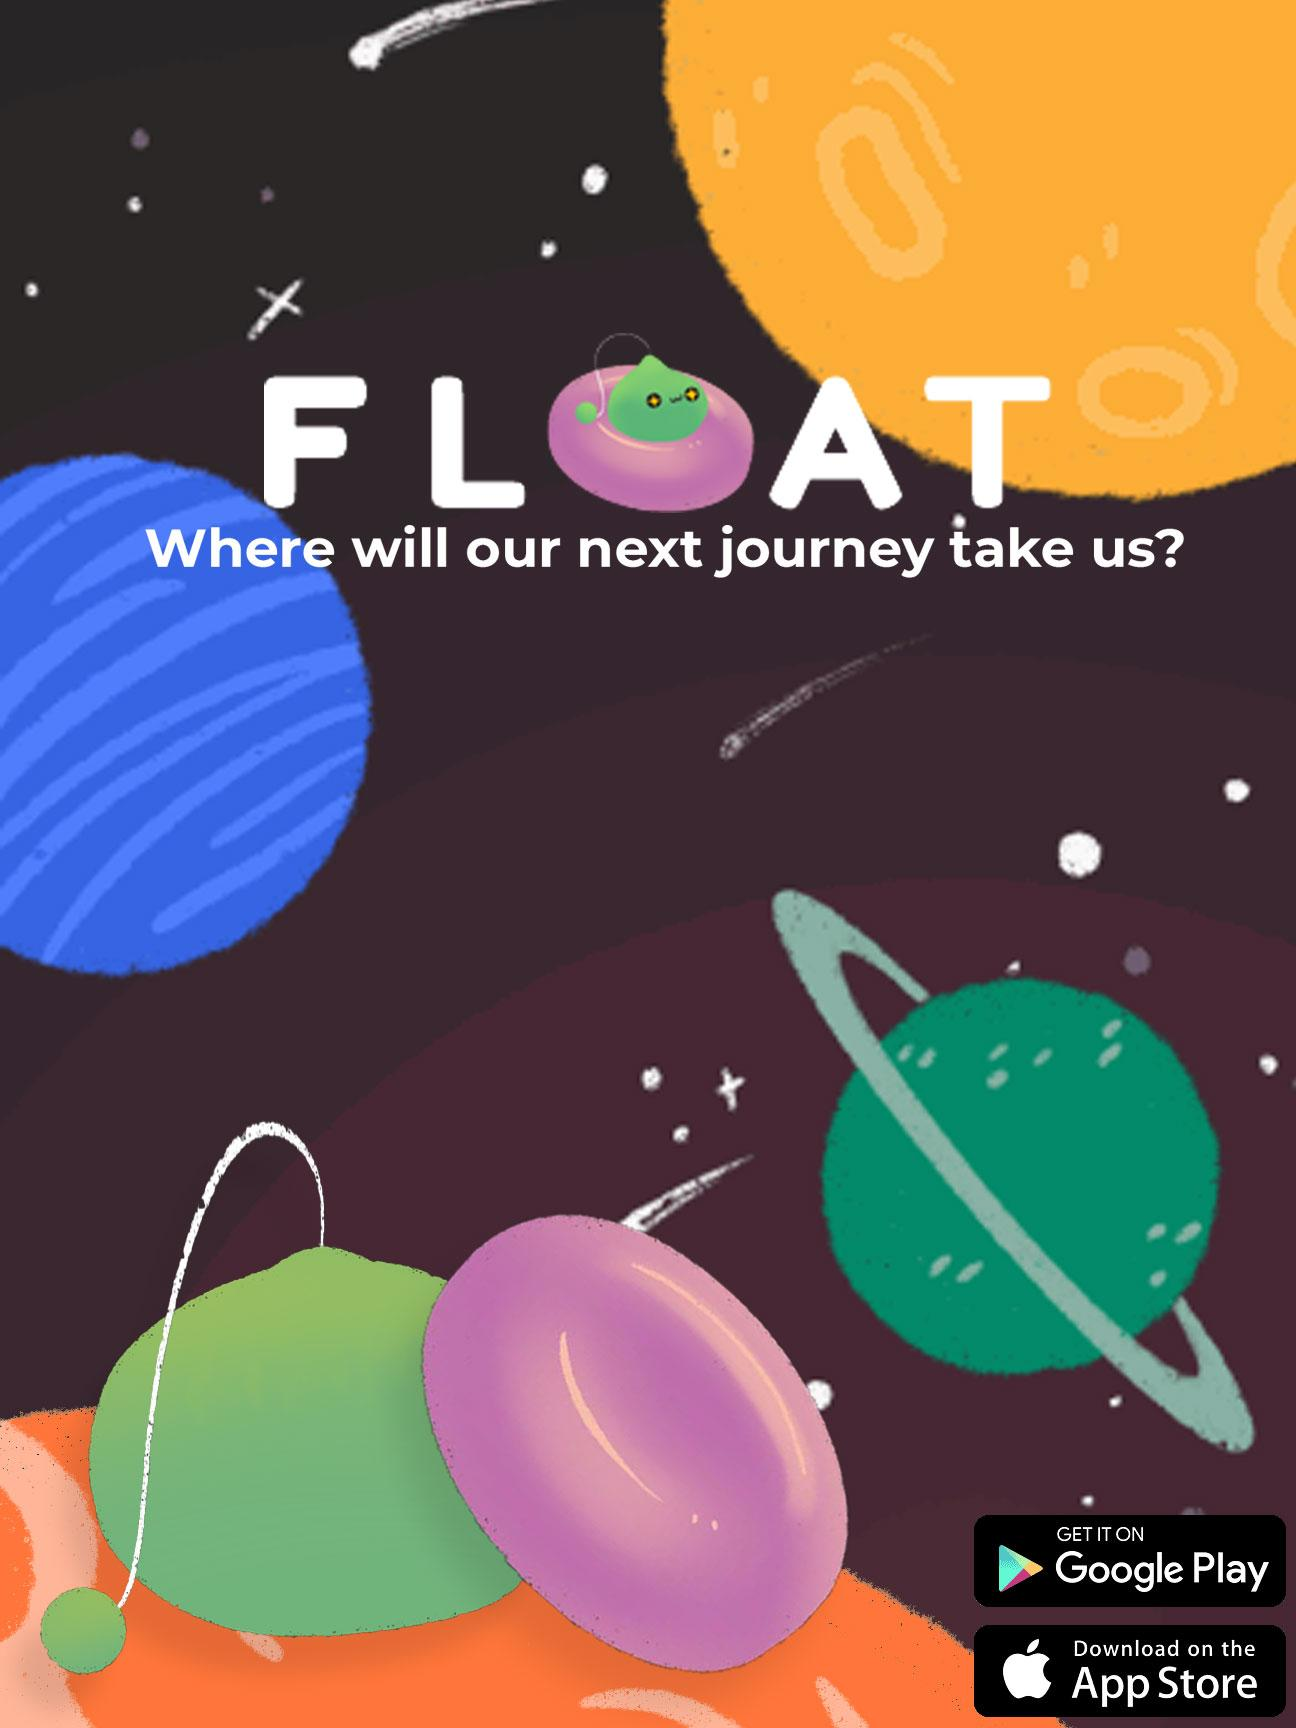 FLOAT
Where will our next journey take us?
GET IT ON
Google Play
Download on the
App Store